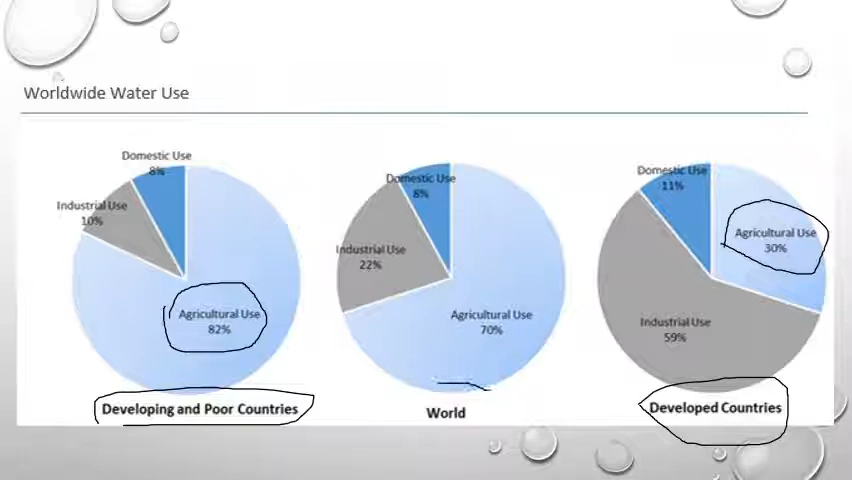 Worldwide Water Use
Domestic Use
8%
Industrial Use
10%
Agricultural Use
82%
Developing and Poor Countries
Domestic Use
8%
Industrial Use
22%
Agricultural Use
70%
World
Domestic Use
11%
Agricultural Use
30%
Industrial Use
59%
Developed Countries